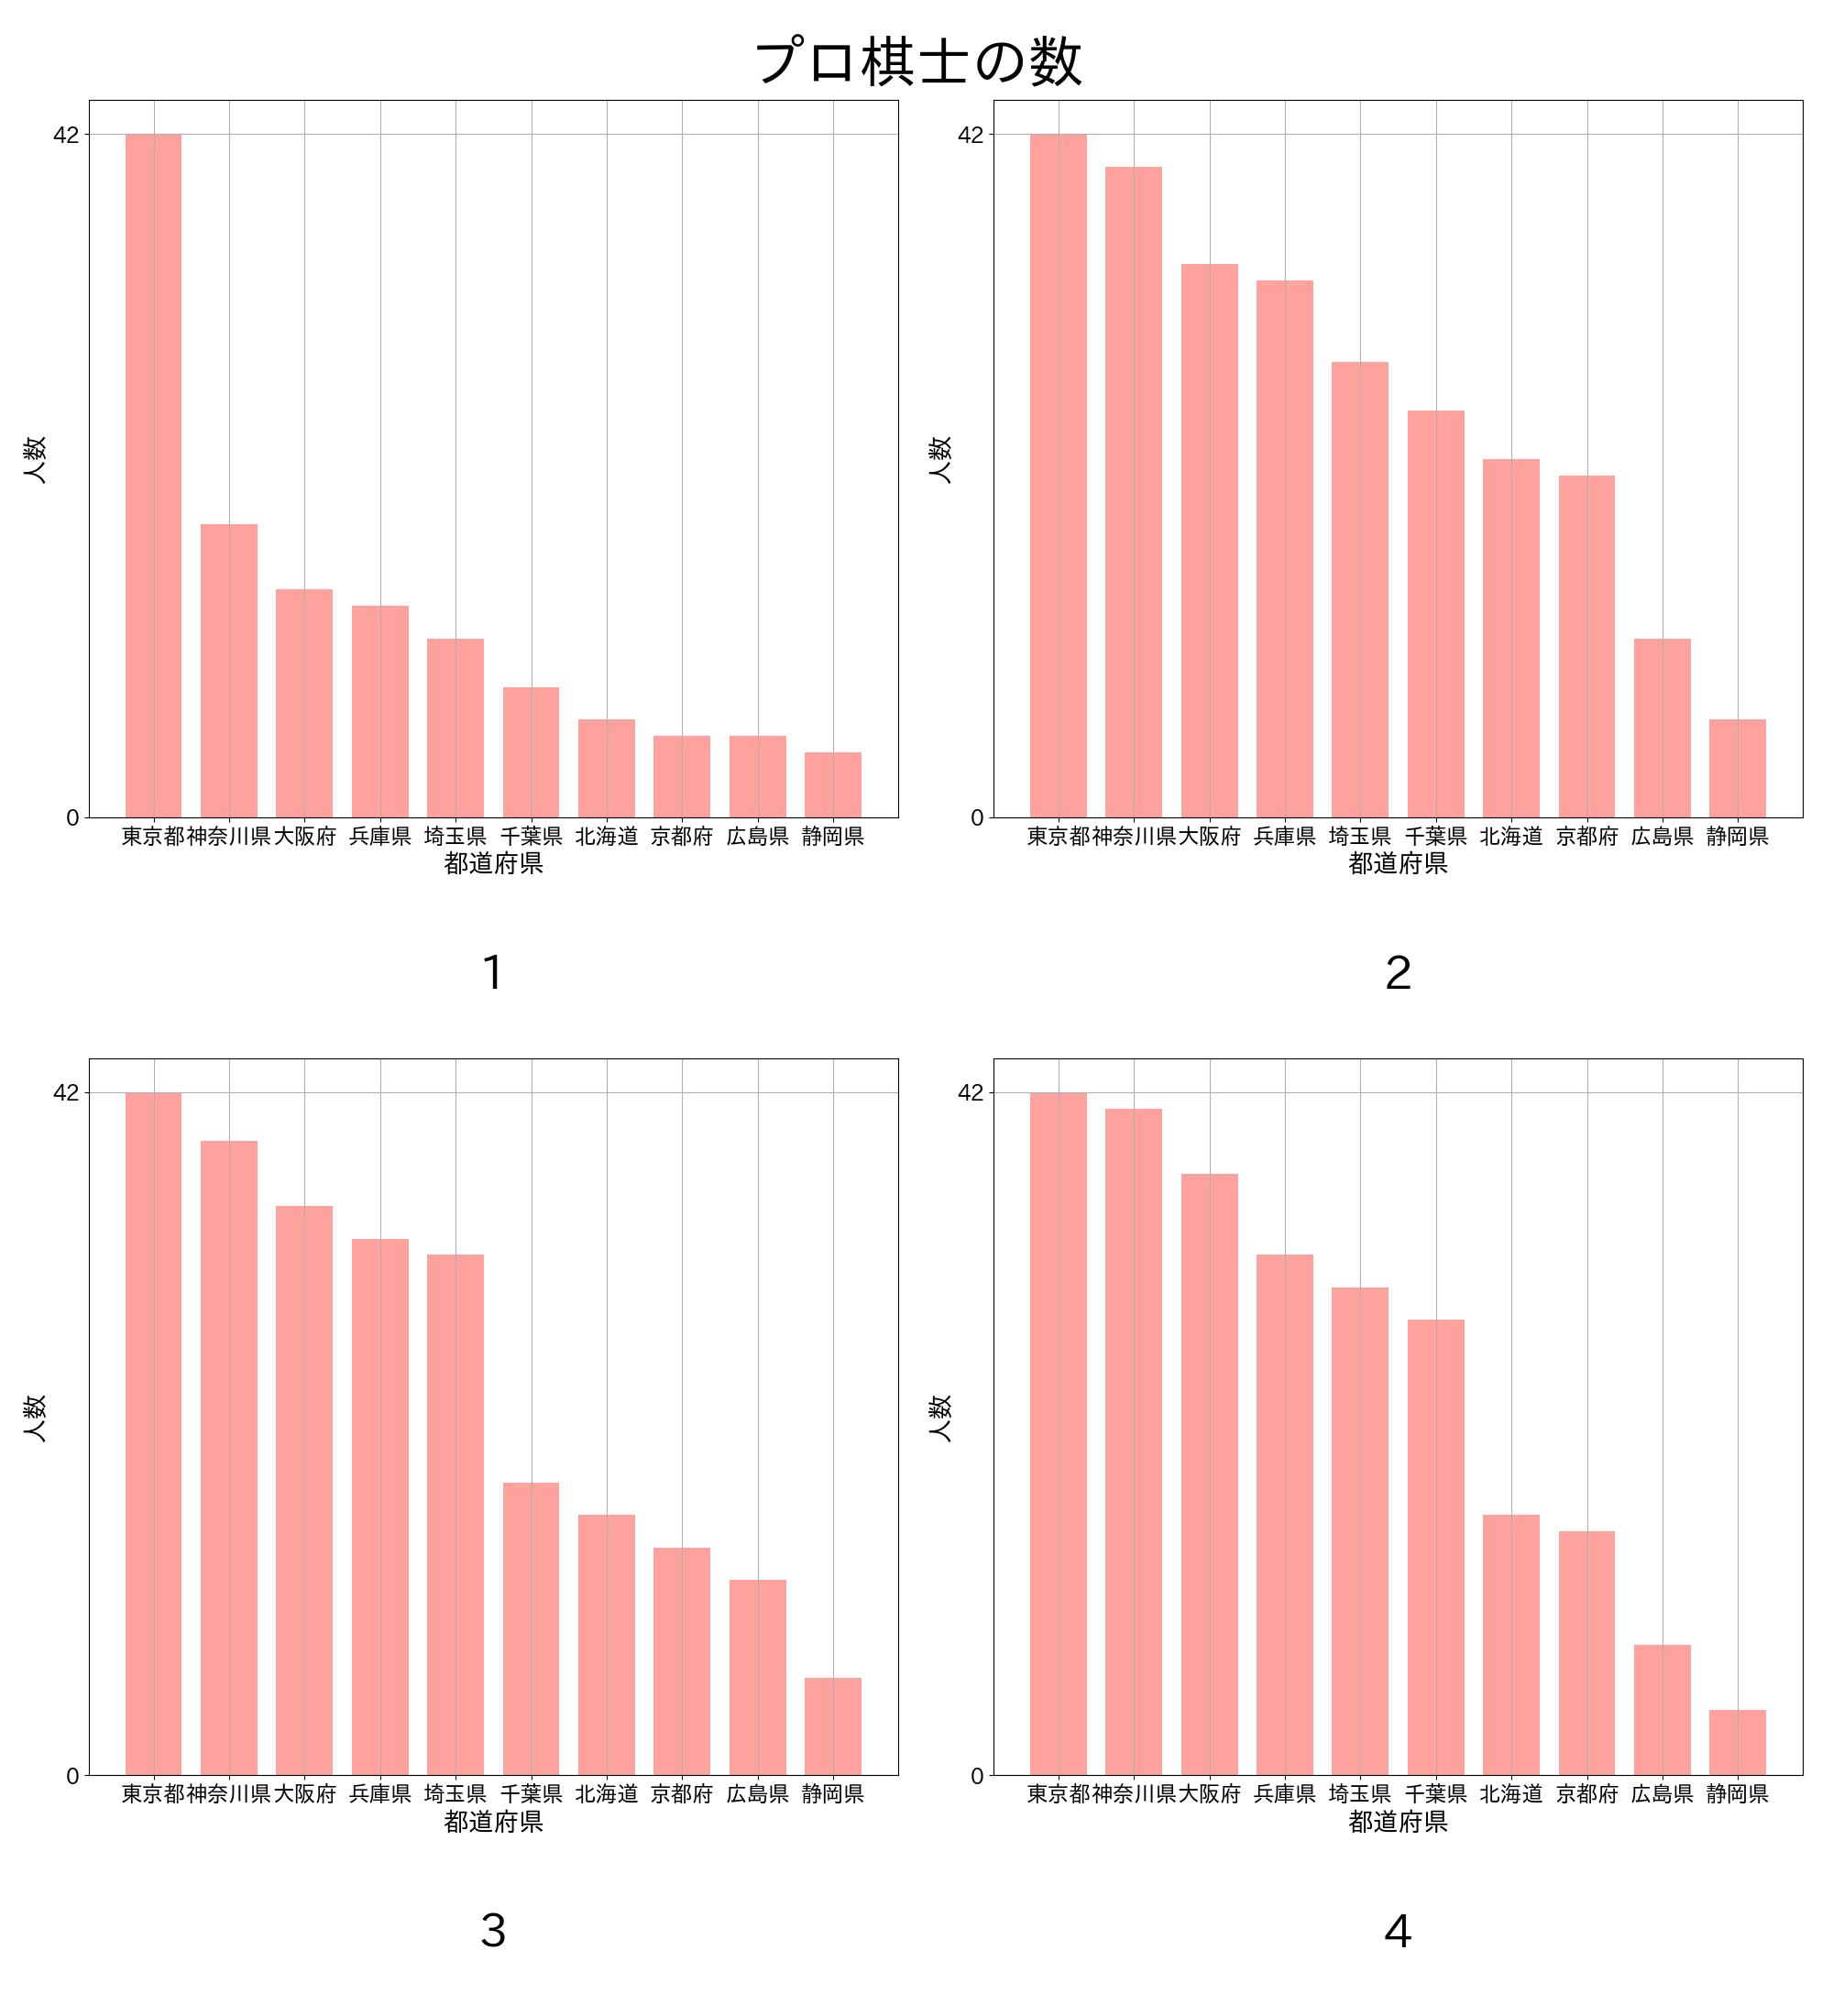 プロ棋士の数
42
0
人数
東京都 神奈川県 大阪府 兵庫県 埼玉県 千葉県 北海道 京都府 広島県 静岡県
都道府県
1
42
0
人数
東京都 神奈川県 大阪府 兵庫県 埼玉県 千葉県 北海道 京都府 広島県 静岡県
都道府県
2
42
0
人数
東京都 神奈川県 大阪府 兵庫県 埼玉県 千葉県 北海道 京都府 広島県 静岡県
都道府県
3
42
0
人数
東京都 神奈川県 大阪府 兵庫県 埼玉県 千葉県 北海道 京都府 広島県 静岡県
都道府県
4